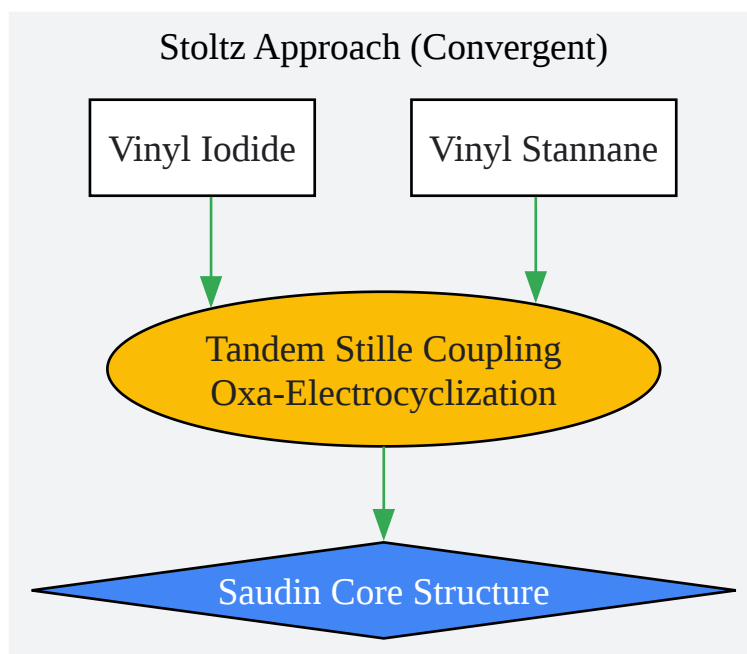 Stoltz Approach (Convergent)
Vinyl Iodide
Vinyl Stannane
Tandem Stille Coupling
Oxa-Electrocyclization
Saudin Core Structure